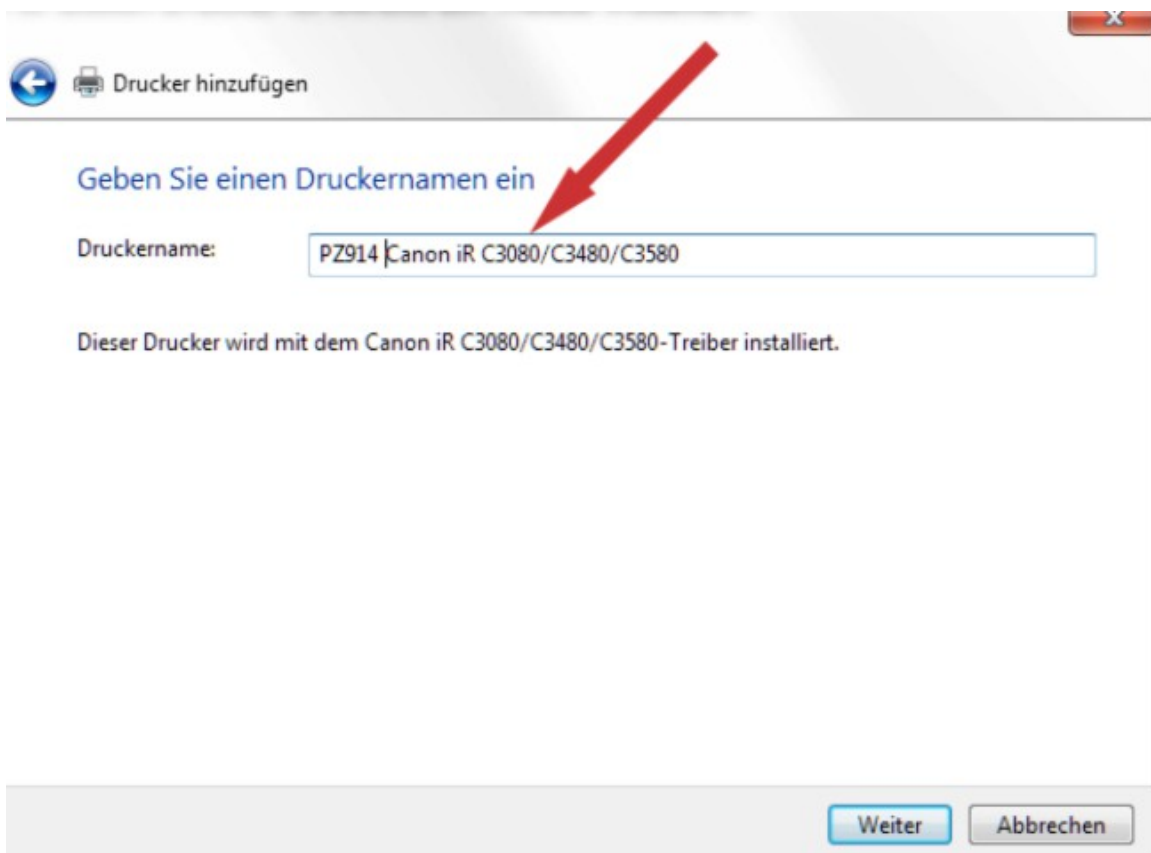 Drucker hinzufügen
Geben Sie einen Druckernamen ein
Druckername: PZ914 Canon iR C3080/C3480/C3580
Dieser Drucker wird mit dem Canon iR C3080/C3480/C3580-Treiber installiert.
Weiter Abbrechen